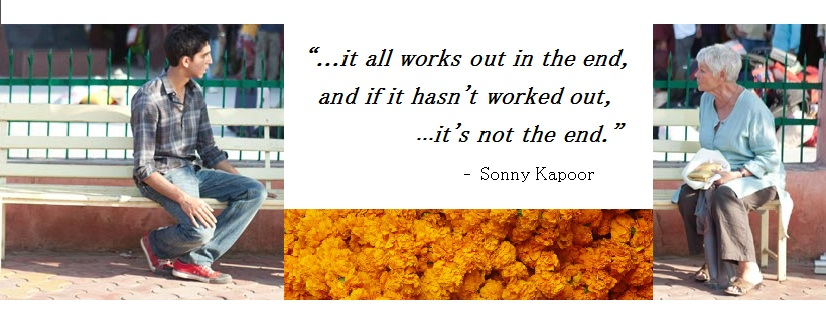 “...it all works out in the end,
and if it hasn’t worked out,
...it’s not the end.”
- Sonny Kapoor